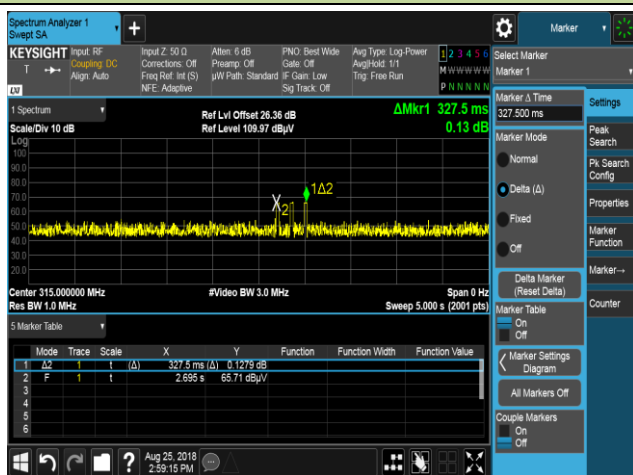 Spectrum Analyzer 1
Swept SA
Marker
KEYSIGHT
Input: RF
Coupling: DC
Align: Auto
Input Z: 50 Ω
Corrections: Off
Freq Ref: Int (S)
NFE: Adaptive
Atten: 6 dB
Preamp: Off
µW Path: Standard
PNO: Best Wide
Gate: Off
IF Gain: Low
Sig Track: Off
Avg Type: Log-Power
Avg|Hold: 1/1
Trig: Free Run
1 2 3 4 5 6
M W W W W W
P N N N N N
T
LXI
Select Marker
Marker 1
1 Spectrum
Scale/Div 10 dB
Log
Ref Lvl Offset 26.36 dB
Ref Level 109.97 dBµV
ΔMkr1 327.5 ms
0.13 dB
100
90.0
80.0
70.0
60.0
50.0
40.0
30.0
20.0
X
2
1Δ2
Center 315.000000 MHz
Res BW 1.0 MHz
#Video BW 3.0 MHz
Span 0 Hz
Sweep 5.000 s (2001 pts)
5 Marker Table
Mode Trace Scale X Y Function Function Width Function Value
1 Δ2 1 t (Δ) 327.5 ms (Δ) 0.1279 dB
2 F 1 t 2.695 s 65.71 dBµV
3
4
5
6
Marker Δ Time
327.500 ms
Marker Mode
Normal
Delta (Δ)
Fixed
Off
Delta Marker
(Reset Delta)
Marker Table
On
Off
Marker Settings
Diagram
All Markers Off
Couple Markers
On
Off
Settings
Peak
Search
Pk Search
Config
Properties
Marker
Function
Marker→
Counter
?
Aug 25, 2018
2:59:15 PM